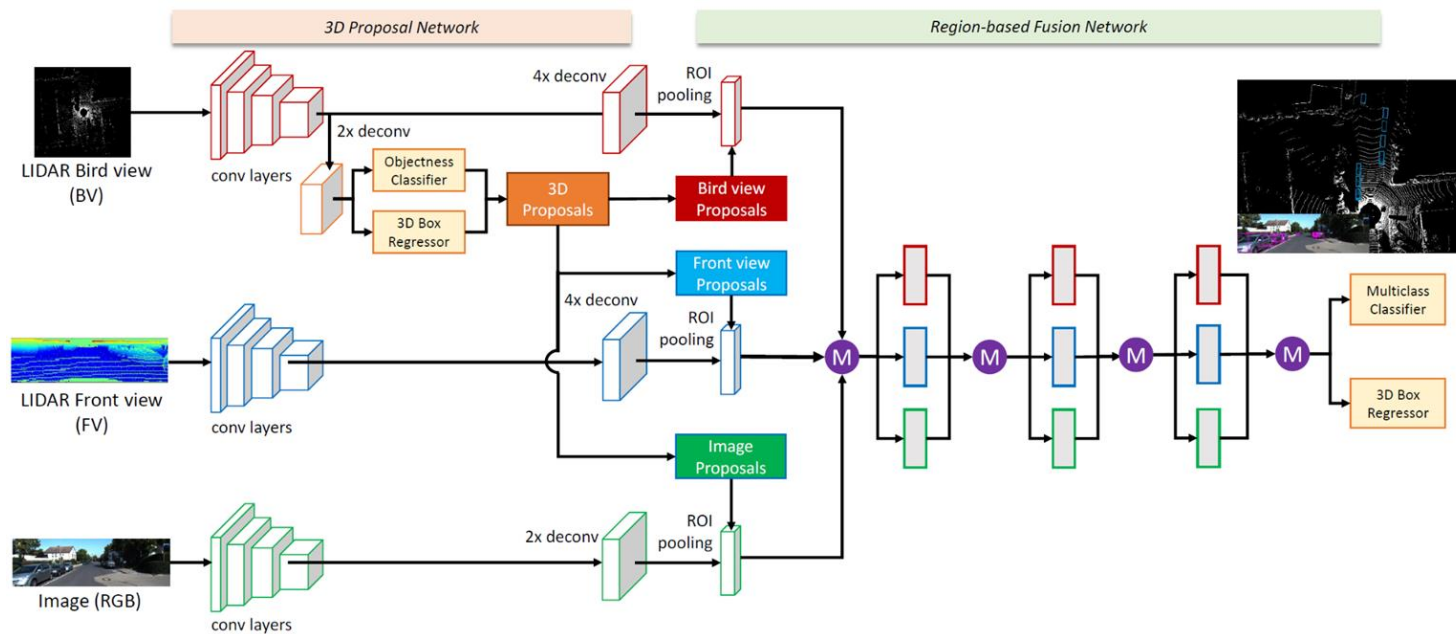 3D Proposal Network
Region-based Fusion Network
LIDAR Bird view
(BV)
conv layers
2x deconv
4x deconv
ROI
pooling
Objectness
Classifier
3D Box
Regressor
3D
Proposals
Bird view
Proposals
Front view
Proposals
4x deconv
ROI
pooling
LIDAR Front view
(FV)
conv layers
M
M
M
M
Multiclass
Classifier
3D Box
Regressor
Image
Proposals
2x deconv
ROI
pooling
Image (RGB)
conv layers